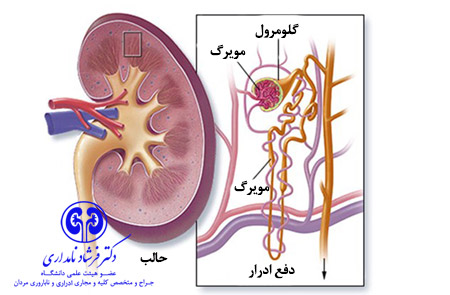 گلومرول
مویرگ
مویرگ
دفع ادرار
حالب
دکتر فرشاد نامداری
عضو هیئت علمی دانشگاه
جراح و متخصص کلیه و مجاری ادراری و ناباروری مردان